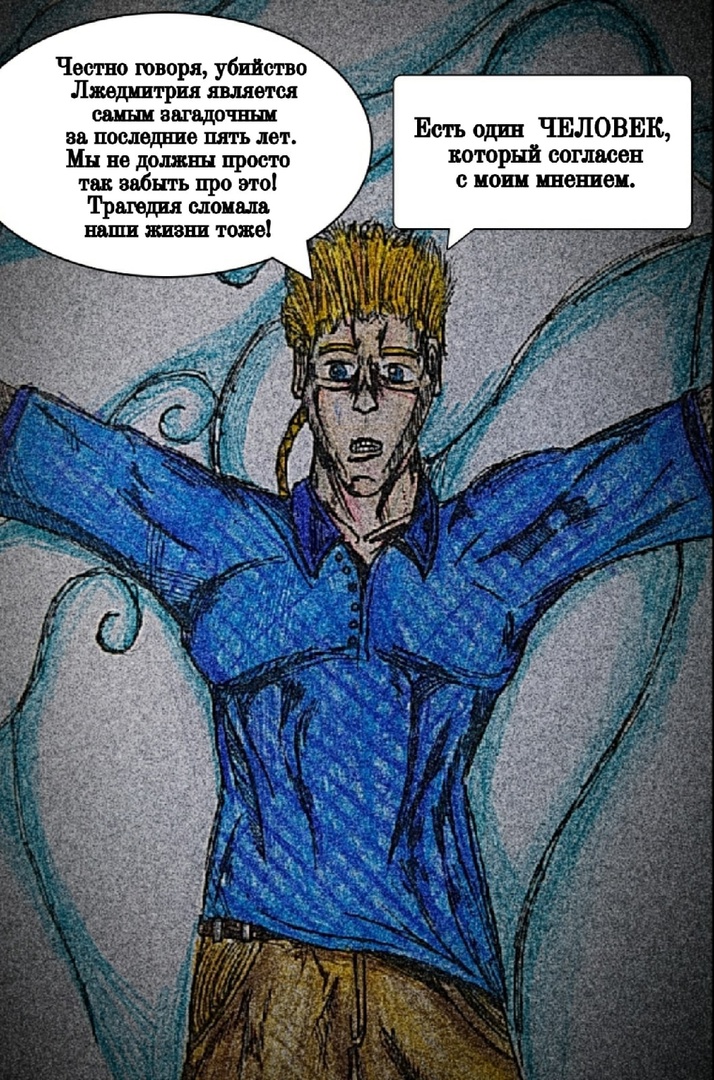 Честно говоря, убийство
Лжедмитрия является
самым загадочным
за последние пять лет.
Мы не должны просто
так забыть про это!
Трагедия сломала
наши жизни тоже!
Есть один ЧЕЛОВЕК,
который согласен
с моим мнением.